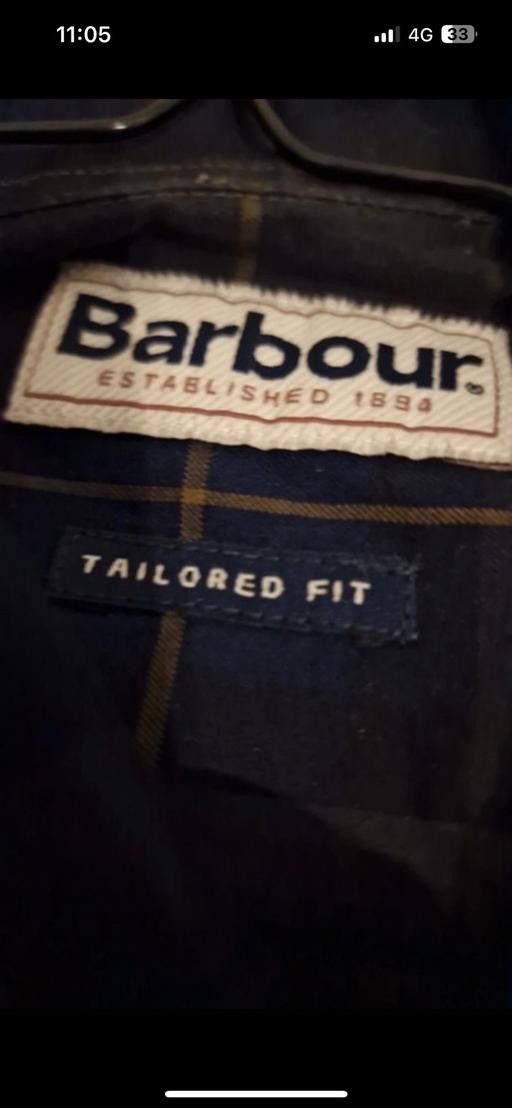 11:05 4G 33
Barbour
ESTABLISHED 1894
TAILORED FIT